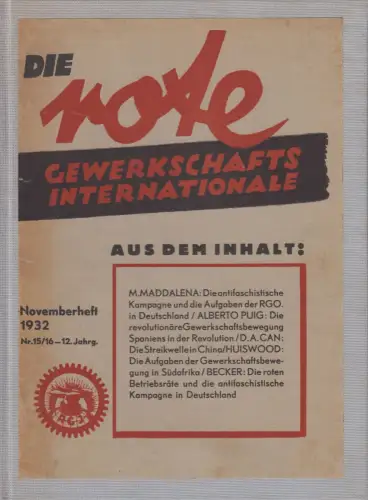 DIE
rote
GEWERKSCHAFTS
INTERNATIONALE
AUS DEM INHALT:
M.MADDALENA: Die antifaschistische
Kampagne und die Aufgaben der RGO.
in Deutschland / ALBERTO PUIG: Die
revolutionäre Gewerkschaftsbewegung
Spaniens in der Revolution / D.A.CAN:
Die Streikwelle in China / HUISWOOD:
Die Aufgaben der Gewerkschaftsbewe-
gung in Südafrika / BECKER: Die roten
Betriebsräte und die antifaschistische
Kampagne in Deutschland
Novemberheft
1932
Nr. 15/16 – 12. Jahrg.